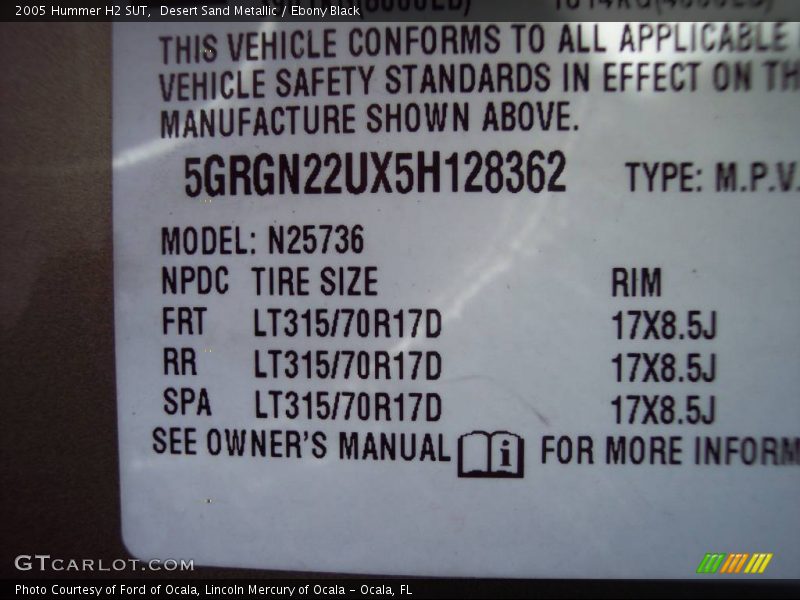 2005 Hummer H2 SUT,  Desert Sand Metallic / Ebony Black
THIS VEHICLE CONFORMS TO ALL APPLICABLE
VEHICLE SAFETY STANDARDS IN EFFECT ON TH
MANUFACTURE SHOWN ABOVE.
5GRGN22UX5H128362 TYPE: M.P.V.
MODEL: N25736
NPDC TIRE SIZE RIM
FRT LT315/70R17D 17X8.5J
RR LT315/70R17D 17X8.5J
SPA LT315/70R17D 17X8.5J
SEE OWNER'S MANUAL i FOR MORE INFORM
GTCARLOT.COM
Photo Courtesy of Ford of Ocala, Lincoln Mercury of Ocala - Ocala, FL